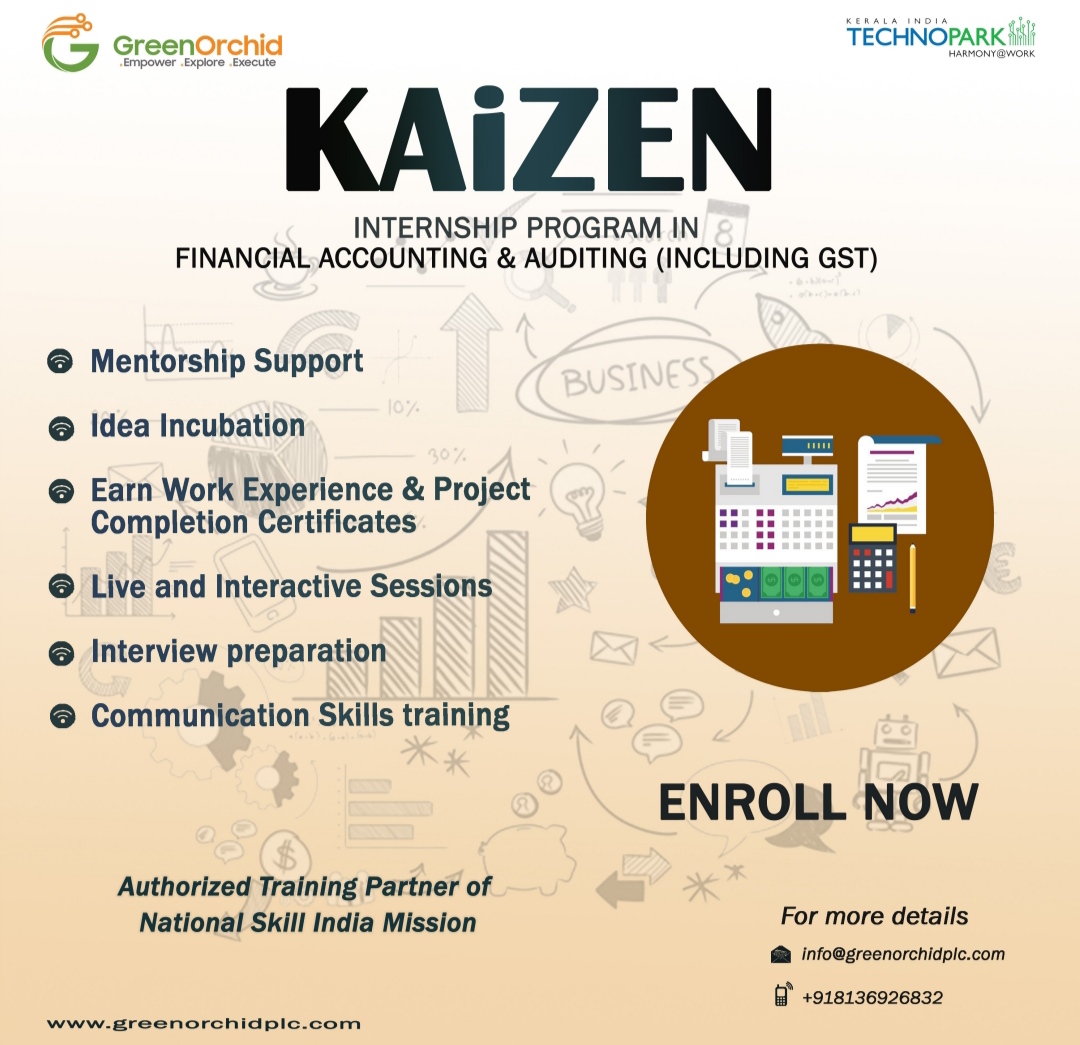 GreenOrchid
.Empower .Explore .Execute
KERALA INDIA
TECHNOPARK
HARMONY@WORK
KAiZEN
INTERNSHIP PROGRAM IN
FINANCIAL ACCOUNTING & AUDITING (INCLUDING GST)
8
BUSINESS
10%
30%
Mentorship Support
Idea Incubation
Earn Work Experience & Project
Completion Certificates
Live and Interactive Sessions
Interview preparation
Communication Skills training
ENROLL NOW
Authorized Training Partner of
National Skill India Mission
For more details
info@greenorchidplc.com
+918136926832
www.greenorchidplc.com